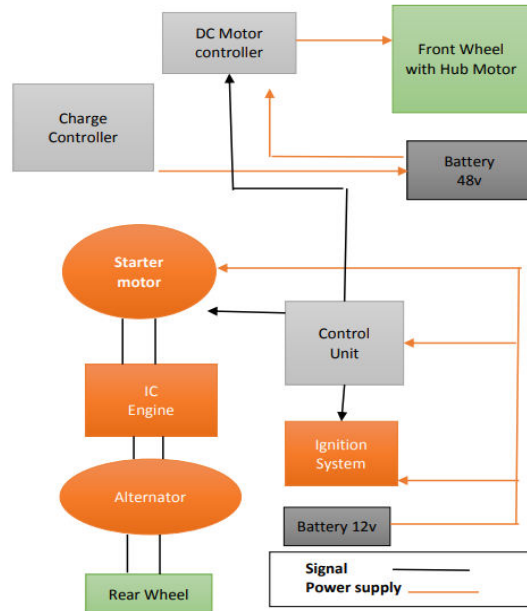 DC Motor
controller
Front Wheel
with Hub Motor
Charge
Controller
Battery
48v
Starter
motor
Control
Unit
IC
Engine
Ignition
System
Alternator
Battery 12v
Signal
Power supply
Rear Wheel